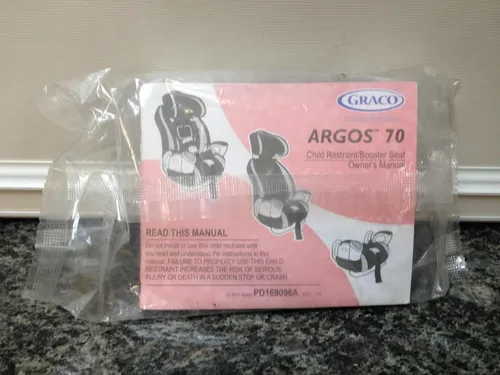 GRACO
ARGOS™ 70
Child Restraint/Booster Seat
Owner's Manual
READ THIS MANUAL
Do not install or use this child restraint until
you read and understand the instructions in this
manual. FAILURE TO PROPERLY USE THIS CHILD
RESTRAINT INCREASES THE RISK OF SERIOUS
INJURY OR DEATH IN A SUDDEN STOP OR CRASH.
PD169098A